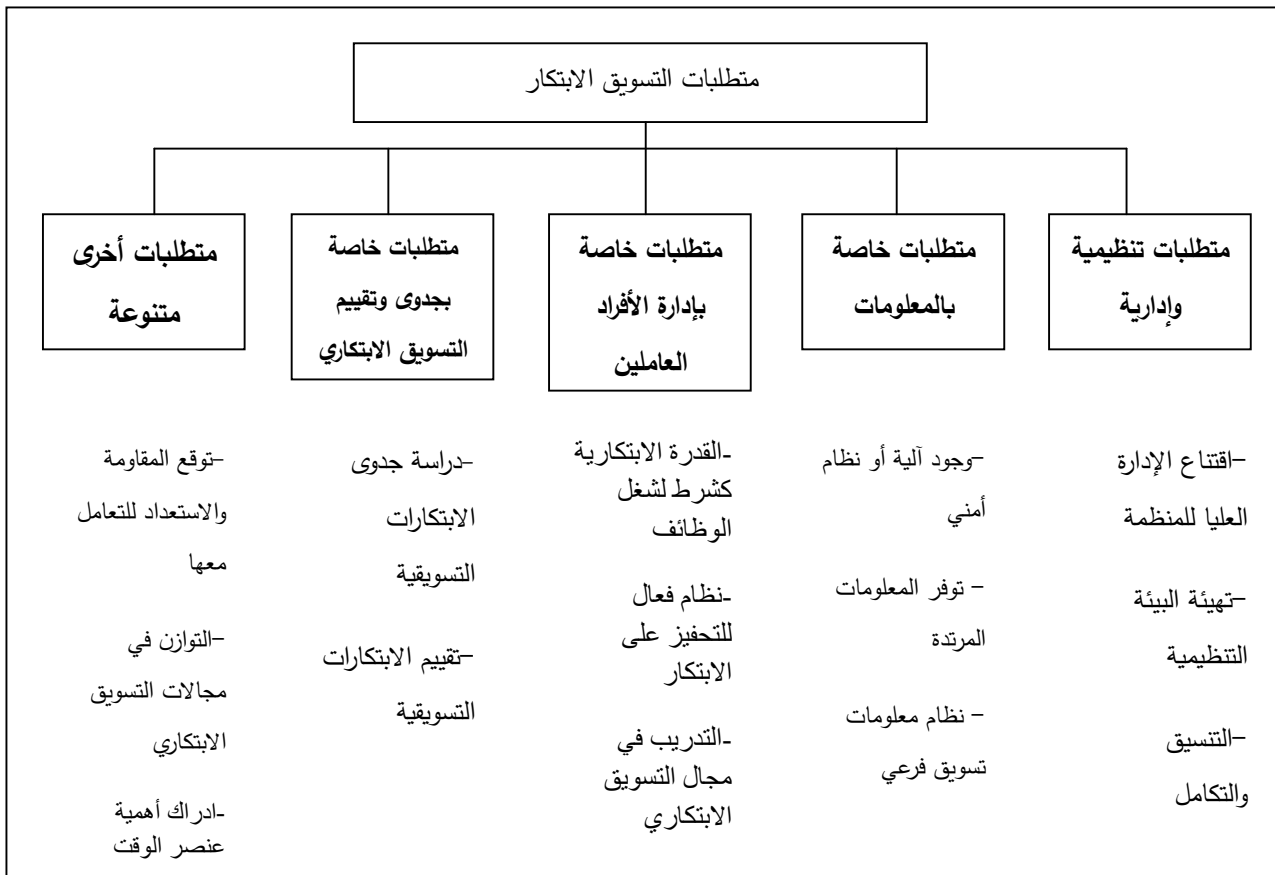 متطلبات التسويق الابتكار
متطلبات تنظيمية
وإدارية
متطلبات خاصة
بالمعلومات
متطلبات خاصة
بإدارة الأفراد
العاملين
متطلبات خاصة
بجدوى وتقييم
التسويق الابتكاري
متطلبات أخرى
متنوعة
-اقتناع الإدارة
العليا للمنظمة
-تهيئة البيئة
التنظيمية
-التنسيق
والتكامل
-وجود آلية أو نظام
أمني
- توفر المعلومات
المرتدة
- نظام معلومات
تسويق فرعي
-القدرة الابتكارية
كشرط لشغل
الوظائف
-نظام فعال
للتحفيز على
الابتكار
-التدريب في
مجال التسويق
الابتكاري
-دراسة جدوى
الابتكارات
التسويقية
-تقييم الابتكارات
التسويقية
-توقع المقاومة
والاستعداد للتعامل
معها
-التوازن في
مجالات التسويق
الابتكاري
-ادراك أهمية
عنصر الوقت